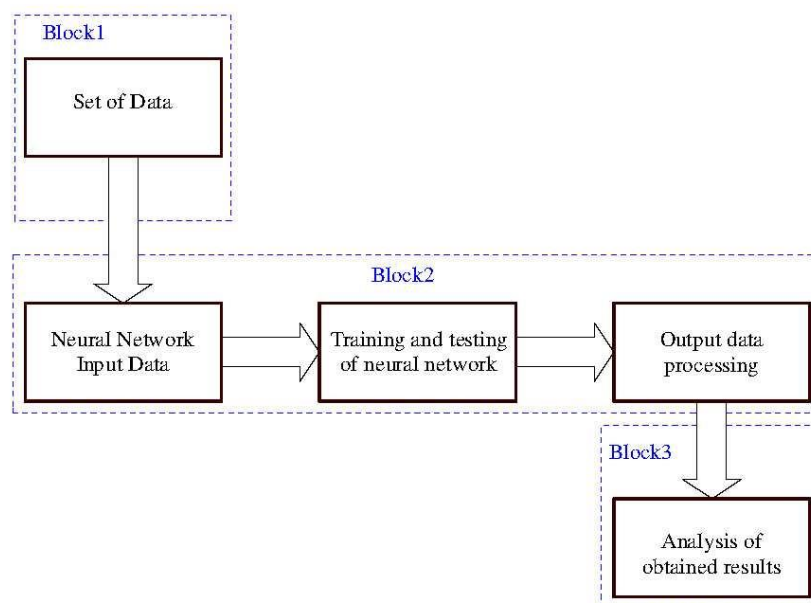 Block1
Set of Data
Block2
Neural Network
Input Data
Training and testing
of neural network
Output data
processing
Block3
Analysis of
obtained results